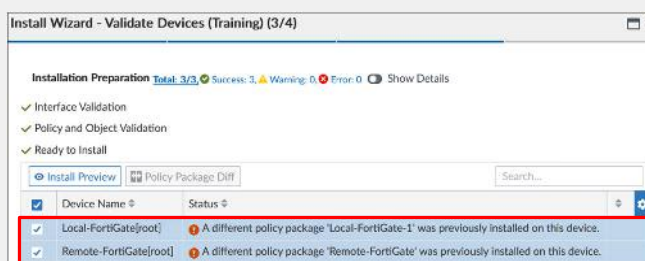 Install Wizard - Validate Devices (Training) (3/4)
Installation Preparation Total: 3/3, Success: 3, Warning: 0, Error: 0 Show Details
Interface Validation
Policy and Object Validation
Ready to Install
Install Preview Policy Package Diff Search...
Device Name Status
Local-FortiGate[root] A different policy package 'Local-FortiGate-1' was previously installed on this device.
Remote-FortiGate[root] A different policy package 'Remote-FortiGate' was previously installed on this device.